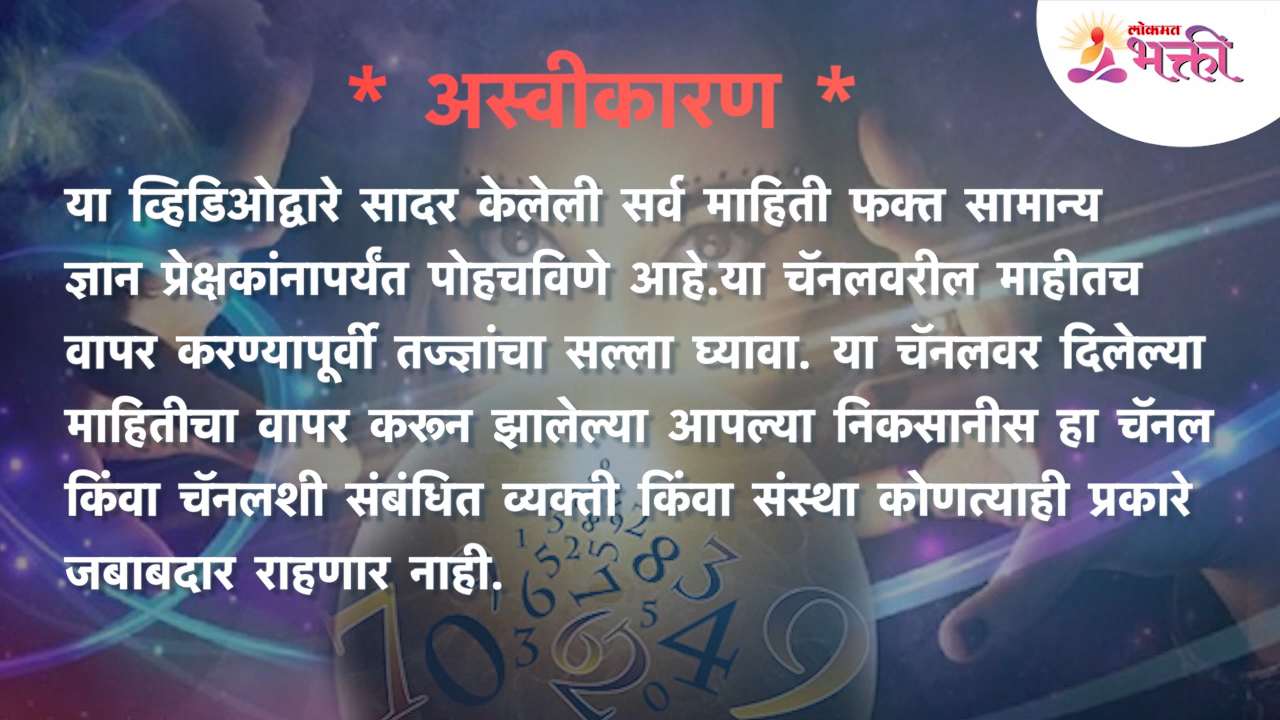 लोकमत
भक्ती
* अस्वीकारण *
या व्हिडिओद्वारे सादर केलेली सर्व माहिती फक्त सामान्य
ज्ञान प्रेक्षकांनापर्यंत पोहचविणे आहे.या चॅनलवरील माहीतच
वापर करण्यापूर्वी तज्ज्ञांचा सल्ला घ्यावा. या चॅनलवर दिलेल्या
माहितीचा वापर करून झालेल्या आपल्या निकसानीस हा चॅनल
किंवा चॅनलशी संबंधित व्यक्ती किंवा संस्था कोणत्याही प्रकारे
जबाबदार राहणार नाही.